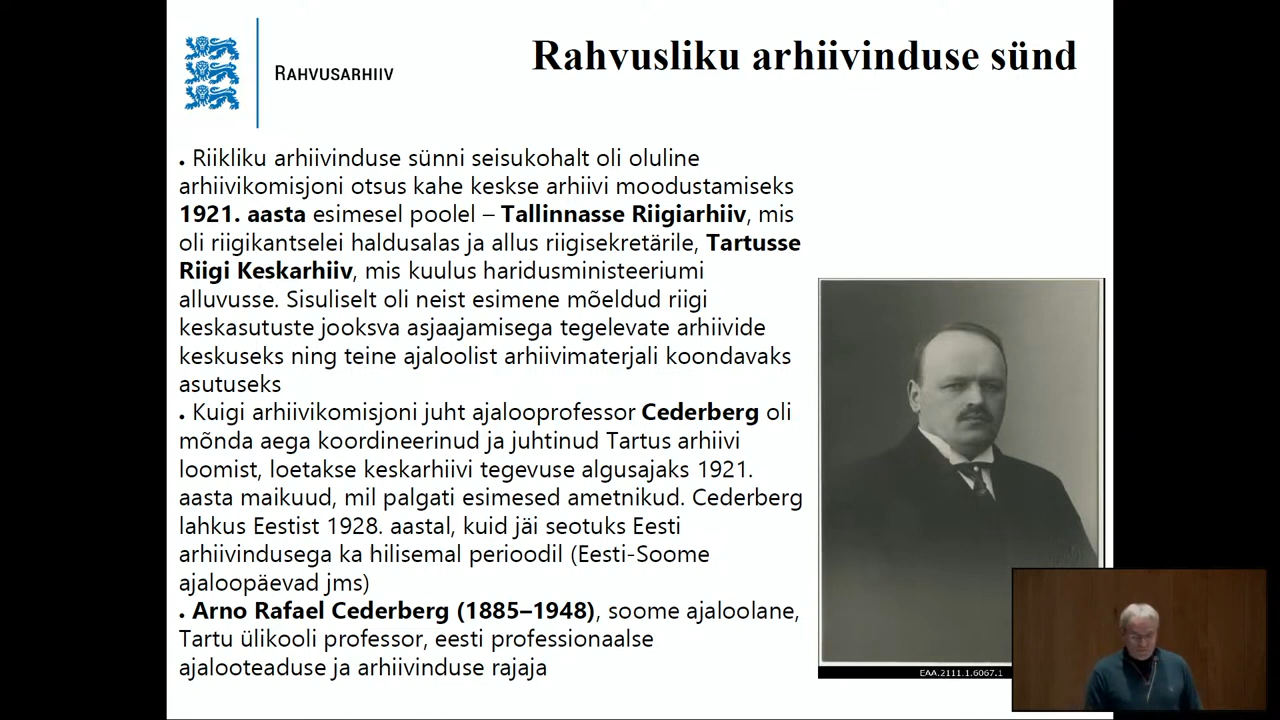 RAHVUSARHIIV
Rahvusliku arhiivinduse sünd
• Riikliku arhiivinduse sünni seisukohalt oli oluline
arhiivikomisjoni otsus kahe keskse arhiivi moodustamiseks
1921. aasta esimesel poolel – Tallinnasse Riigiarhiiv, mis
oli riigikantselei haldusalas ja allus riigisekretärile, Tartusse
Riigi Keskarhiiv, mis kuulus haridusministeeriumi
alluvusse. Sisuliselt oli neist esimene mõeldud riigi
keskasutuste jooksva asjaajamisega tegelevate arhiivide
keskuseks ning teine ajaloolist arhiivimaterjali koondavaks
asutuseks
• Kuigi arhiivikomisjoni juht ajalooprofessor Cederberg oli
mõnda aega koordineerinud ja juhtinud Tartus arhiivi
loomist, loetakse keskarhiivi tegevuse algusajaks 1921.
aasta maikuud, mil palgati esimesed ametnikud. Cederberg
lahkus Eestist 1928. aastal, kuid jäi seotuks Eesti
arhiivindusega ka hilisemal perioodil (Eesti-Soome
ajaloopäevad jms)
• Arno Rafael Cederberg (1885–1948), soome ajaloolane,
Tartu ülikooli professor, eesti professionaalse
ajalooteaduse ja arhiivinduse rajaja
EAA.2111.1.6067.1